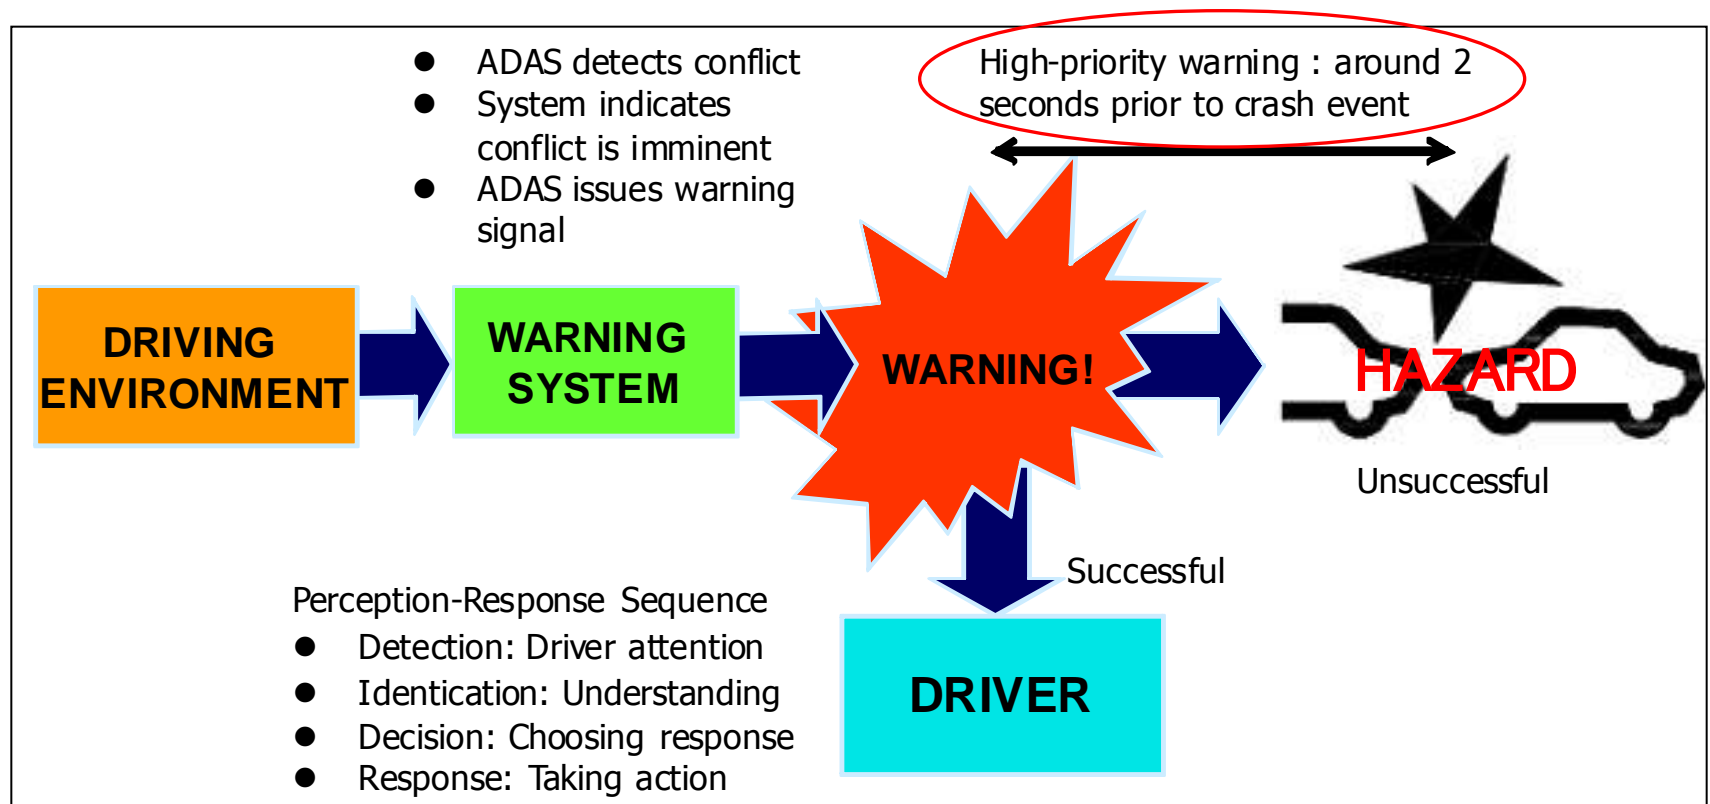 ● ADAS detects conflict
● System indicates
conflict is imminent
● ADAS issues warning
signal
High-priority warning : around 2
seconds prior to crash event
DRIVING
ENVIRONMENT
WARNING
SYSTEM
WARNING!
HAZARD
Unsuccessful
Successful
Perception-Response Sequence
● Detection: Driver attention
● Identication: Understanding
● Decision: Choosing response
● Response: Taking action
DRIVER